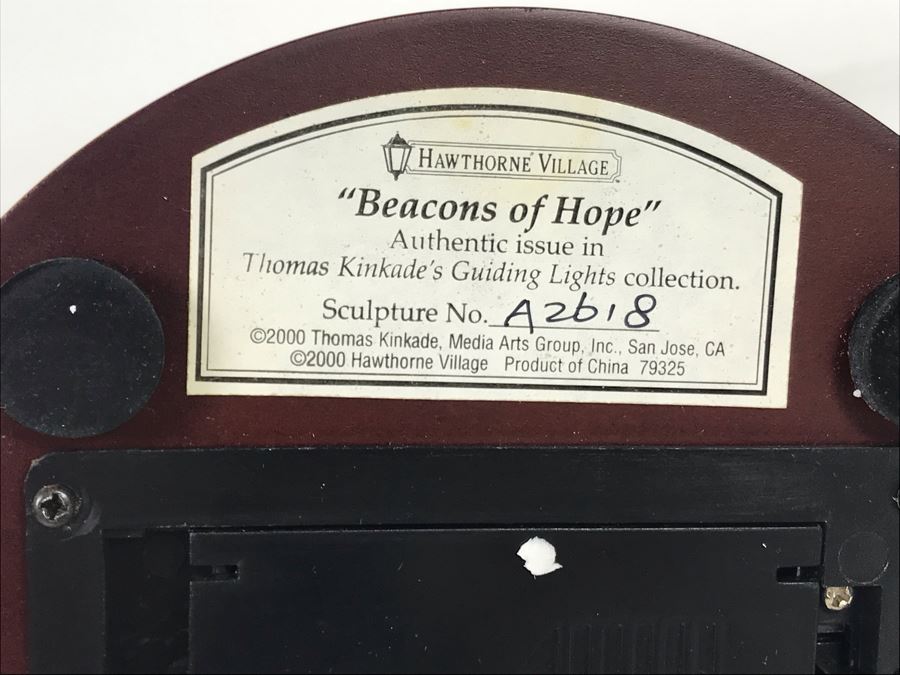 HAWTHORNE VILLAGE
"Beacons of Hope"
Authentic issue in
Thomas Kinkade's Guiding Lights collection.
Sculpture No. A2618
©2000 Thomas Kinkade, Media Arts Group, Inc., San Jose, CA
©2000 Hawthorne Village Product of China 79325